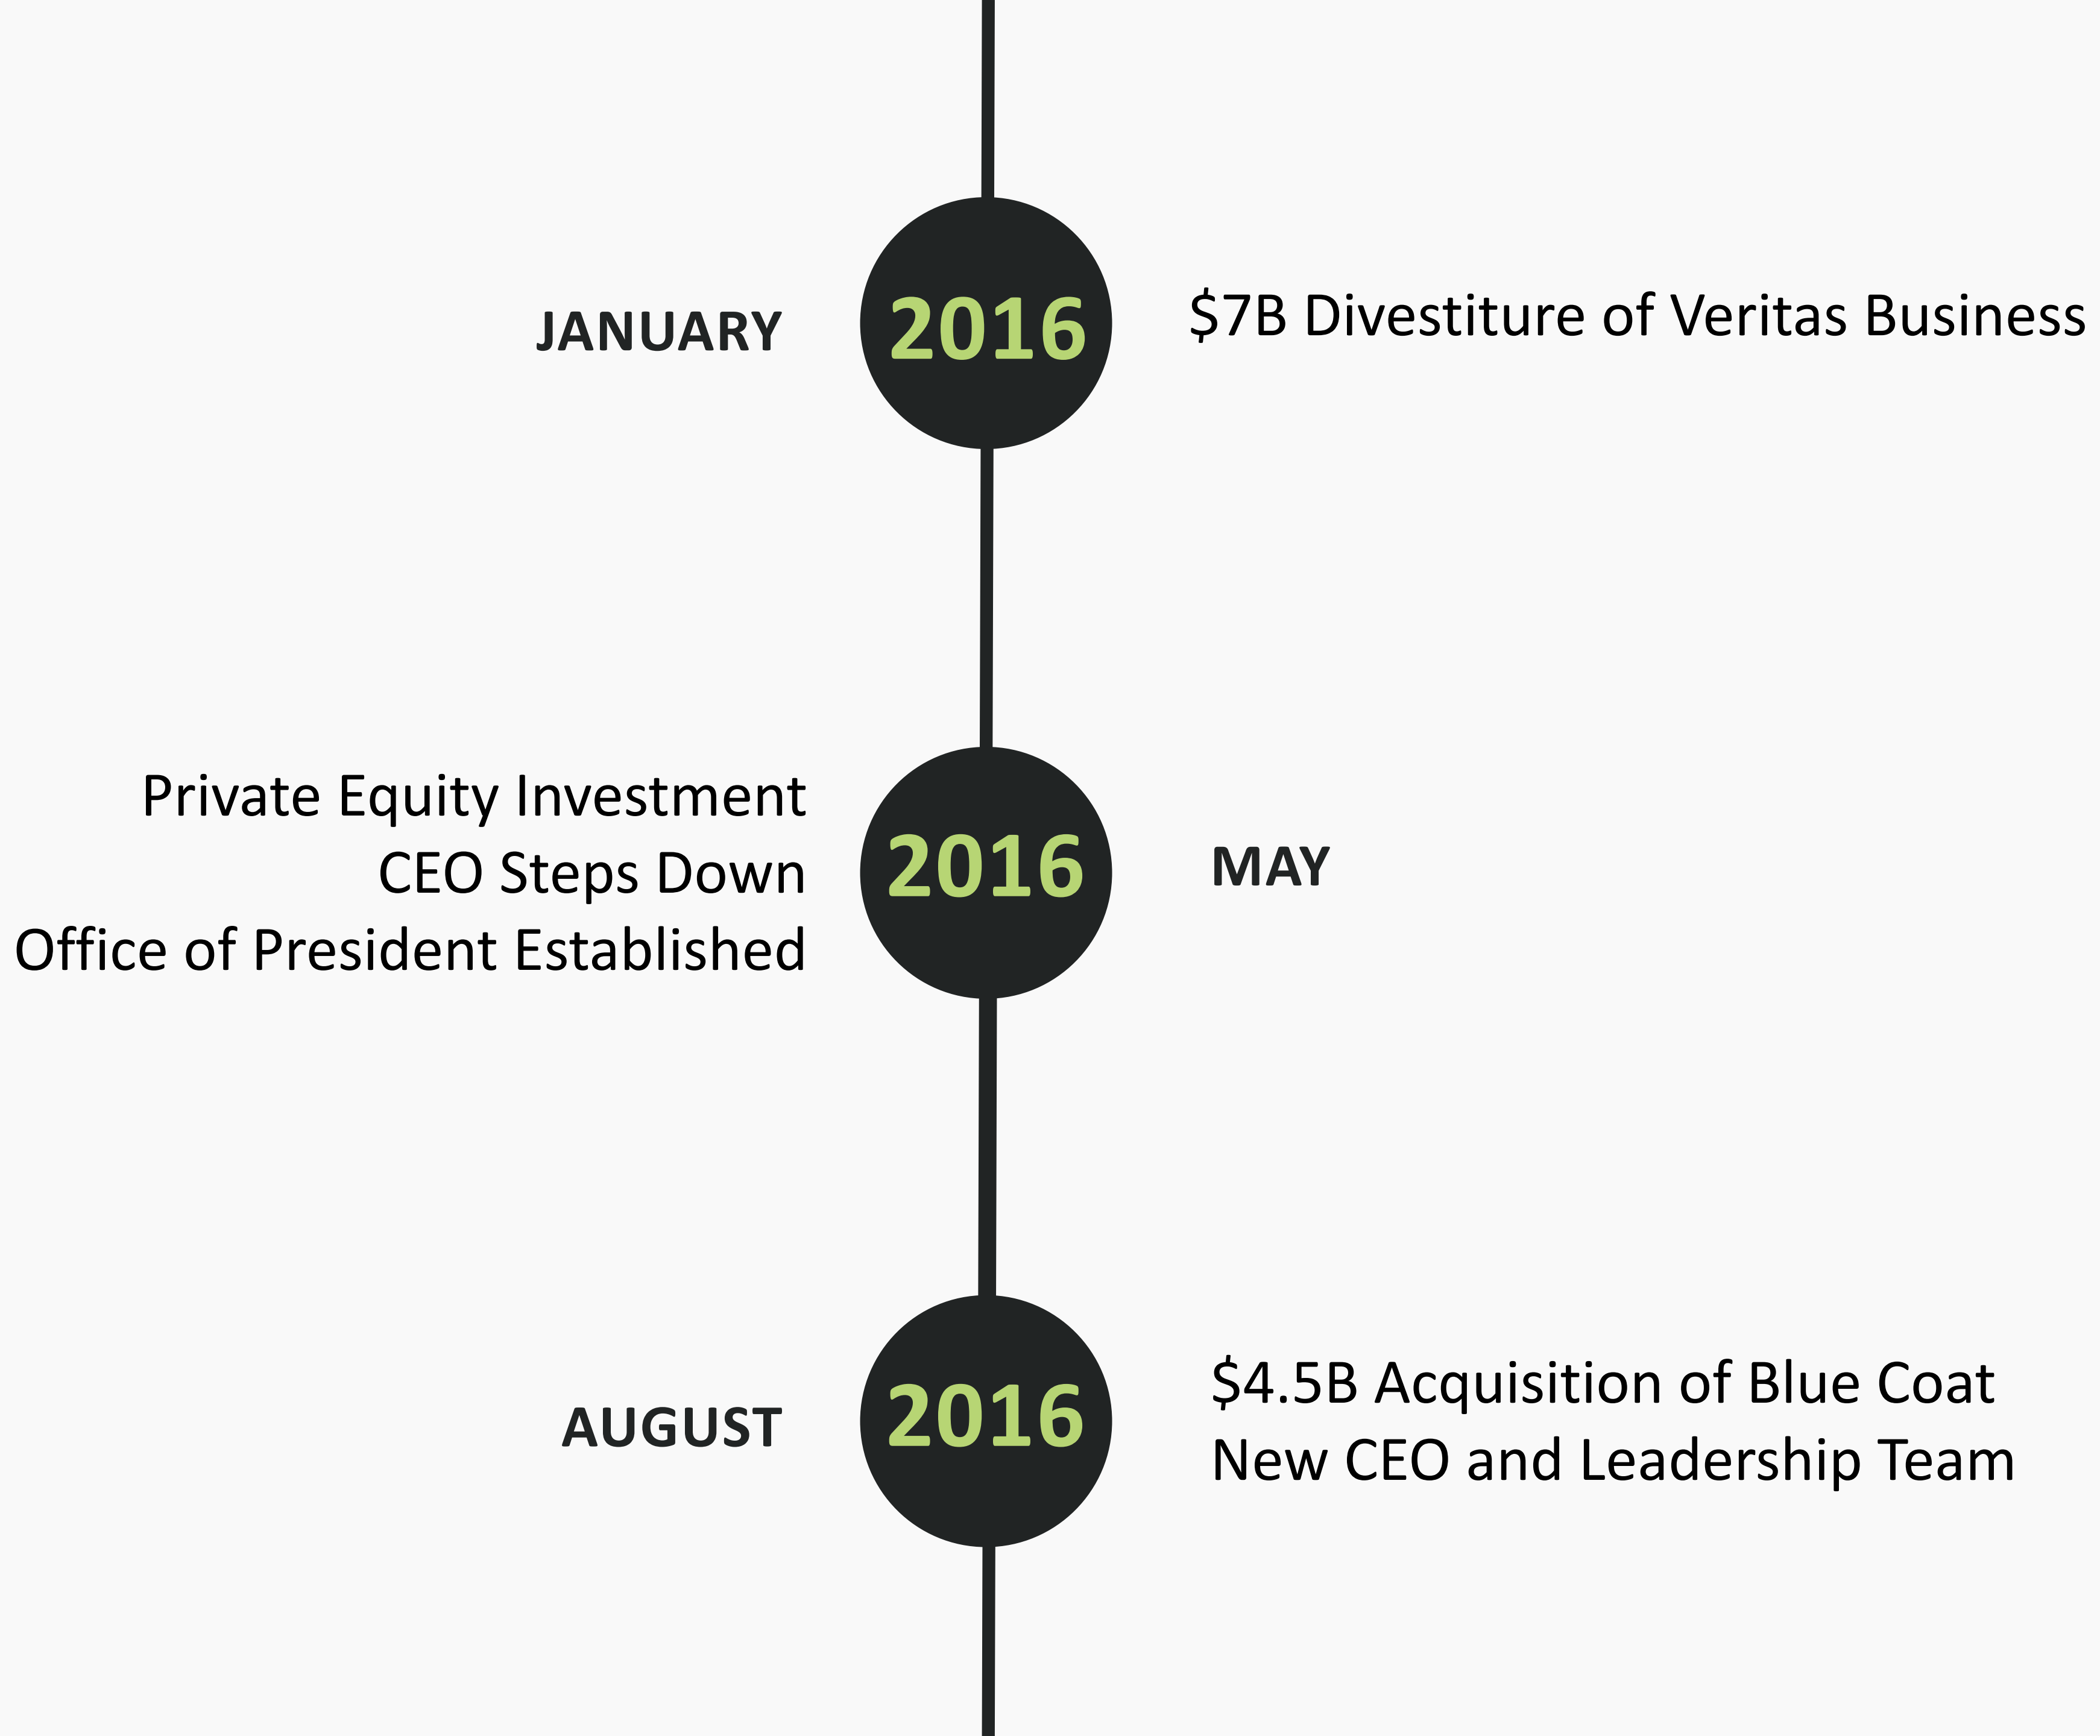 JANUARY
2016
$7B Divestiture of Veritas Business
Private Equity Investment
CEO Steps Down
Office of President Established
2016
MAY
AUGUST
2016
$4.5B Acquisition of Blue Coat
New CEO and Leadership Team